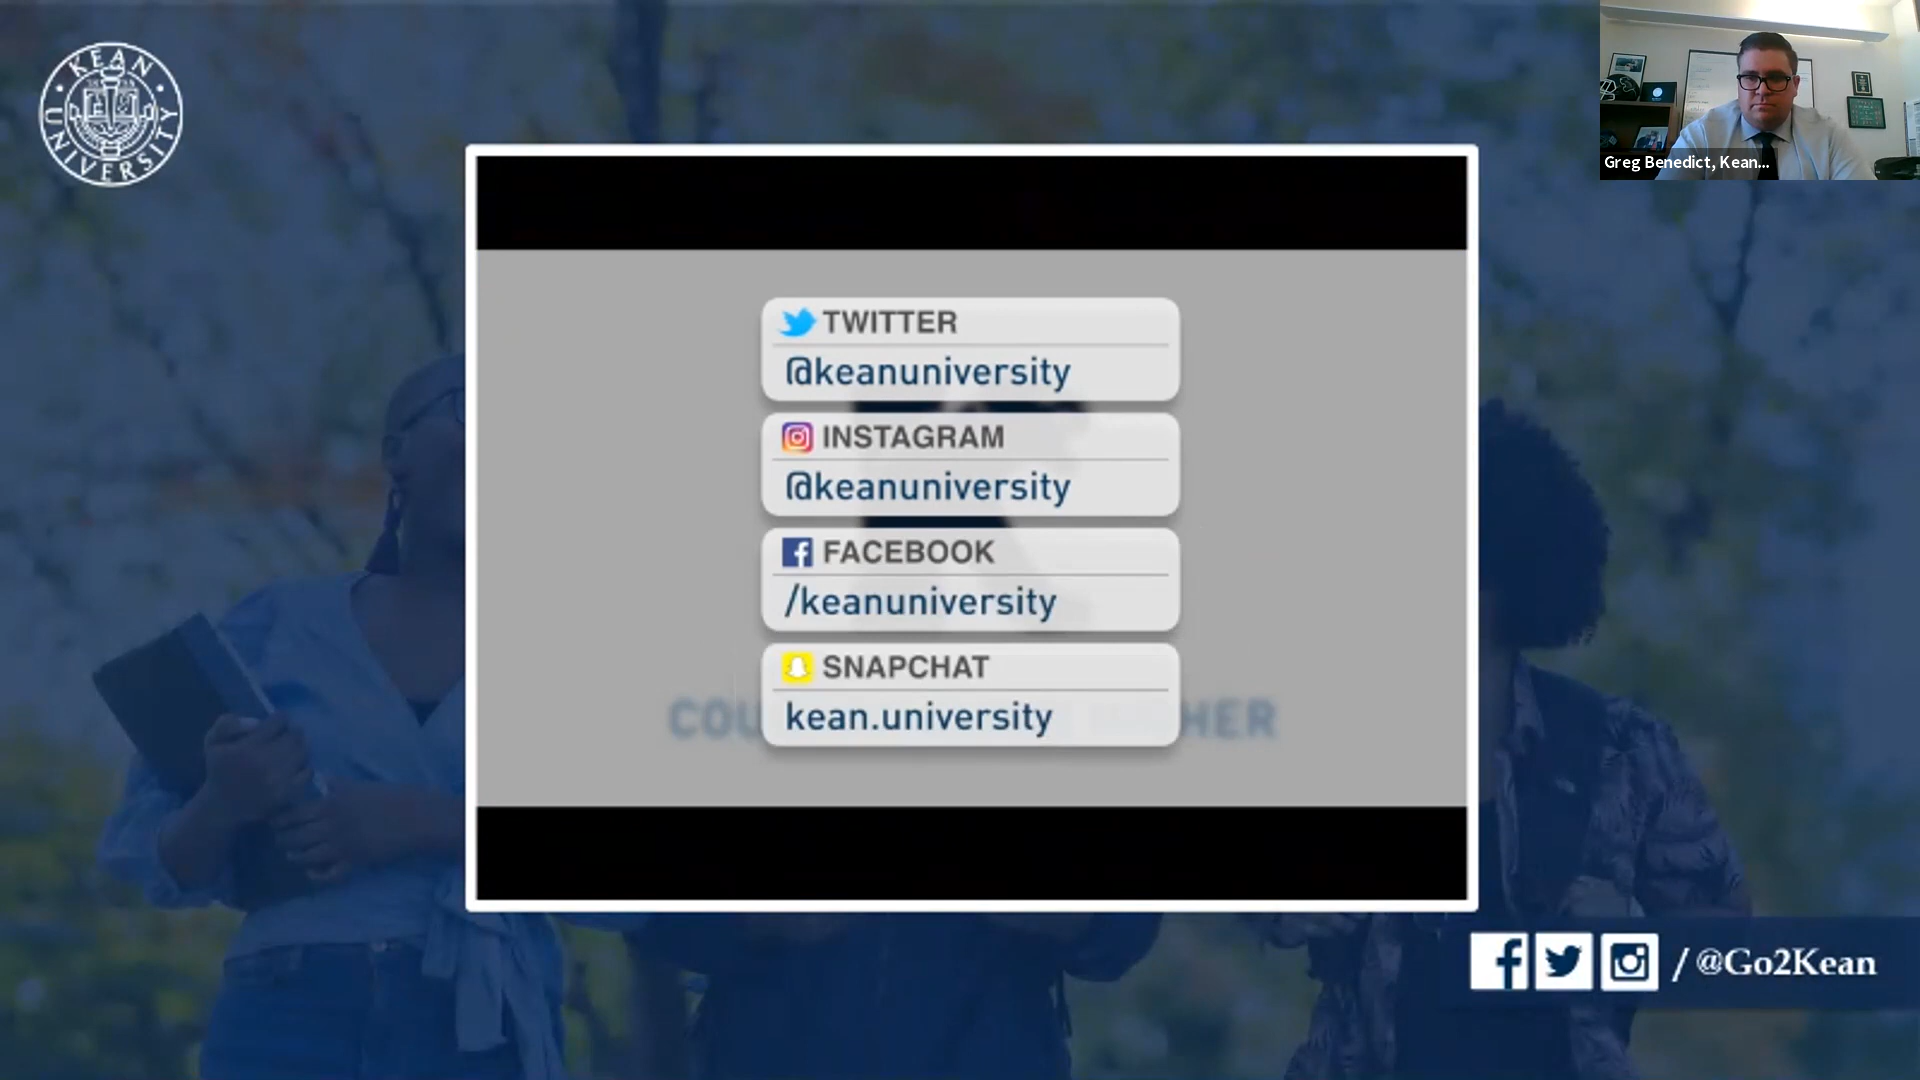 KEAN
UNIVERSITY
Greg Benedict, Kean...
TWITTER
@keanuniversity
INSTAGRAM
@keanuniversity
FACEBOOK
/keanuniversity
SNAPCHAT
kean.university
/ @Go2Kean